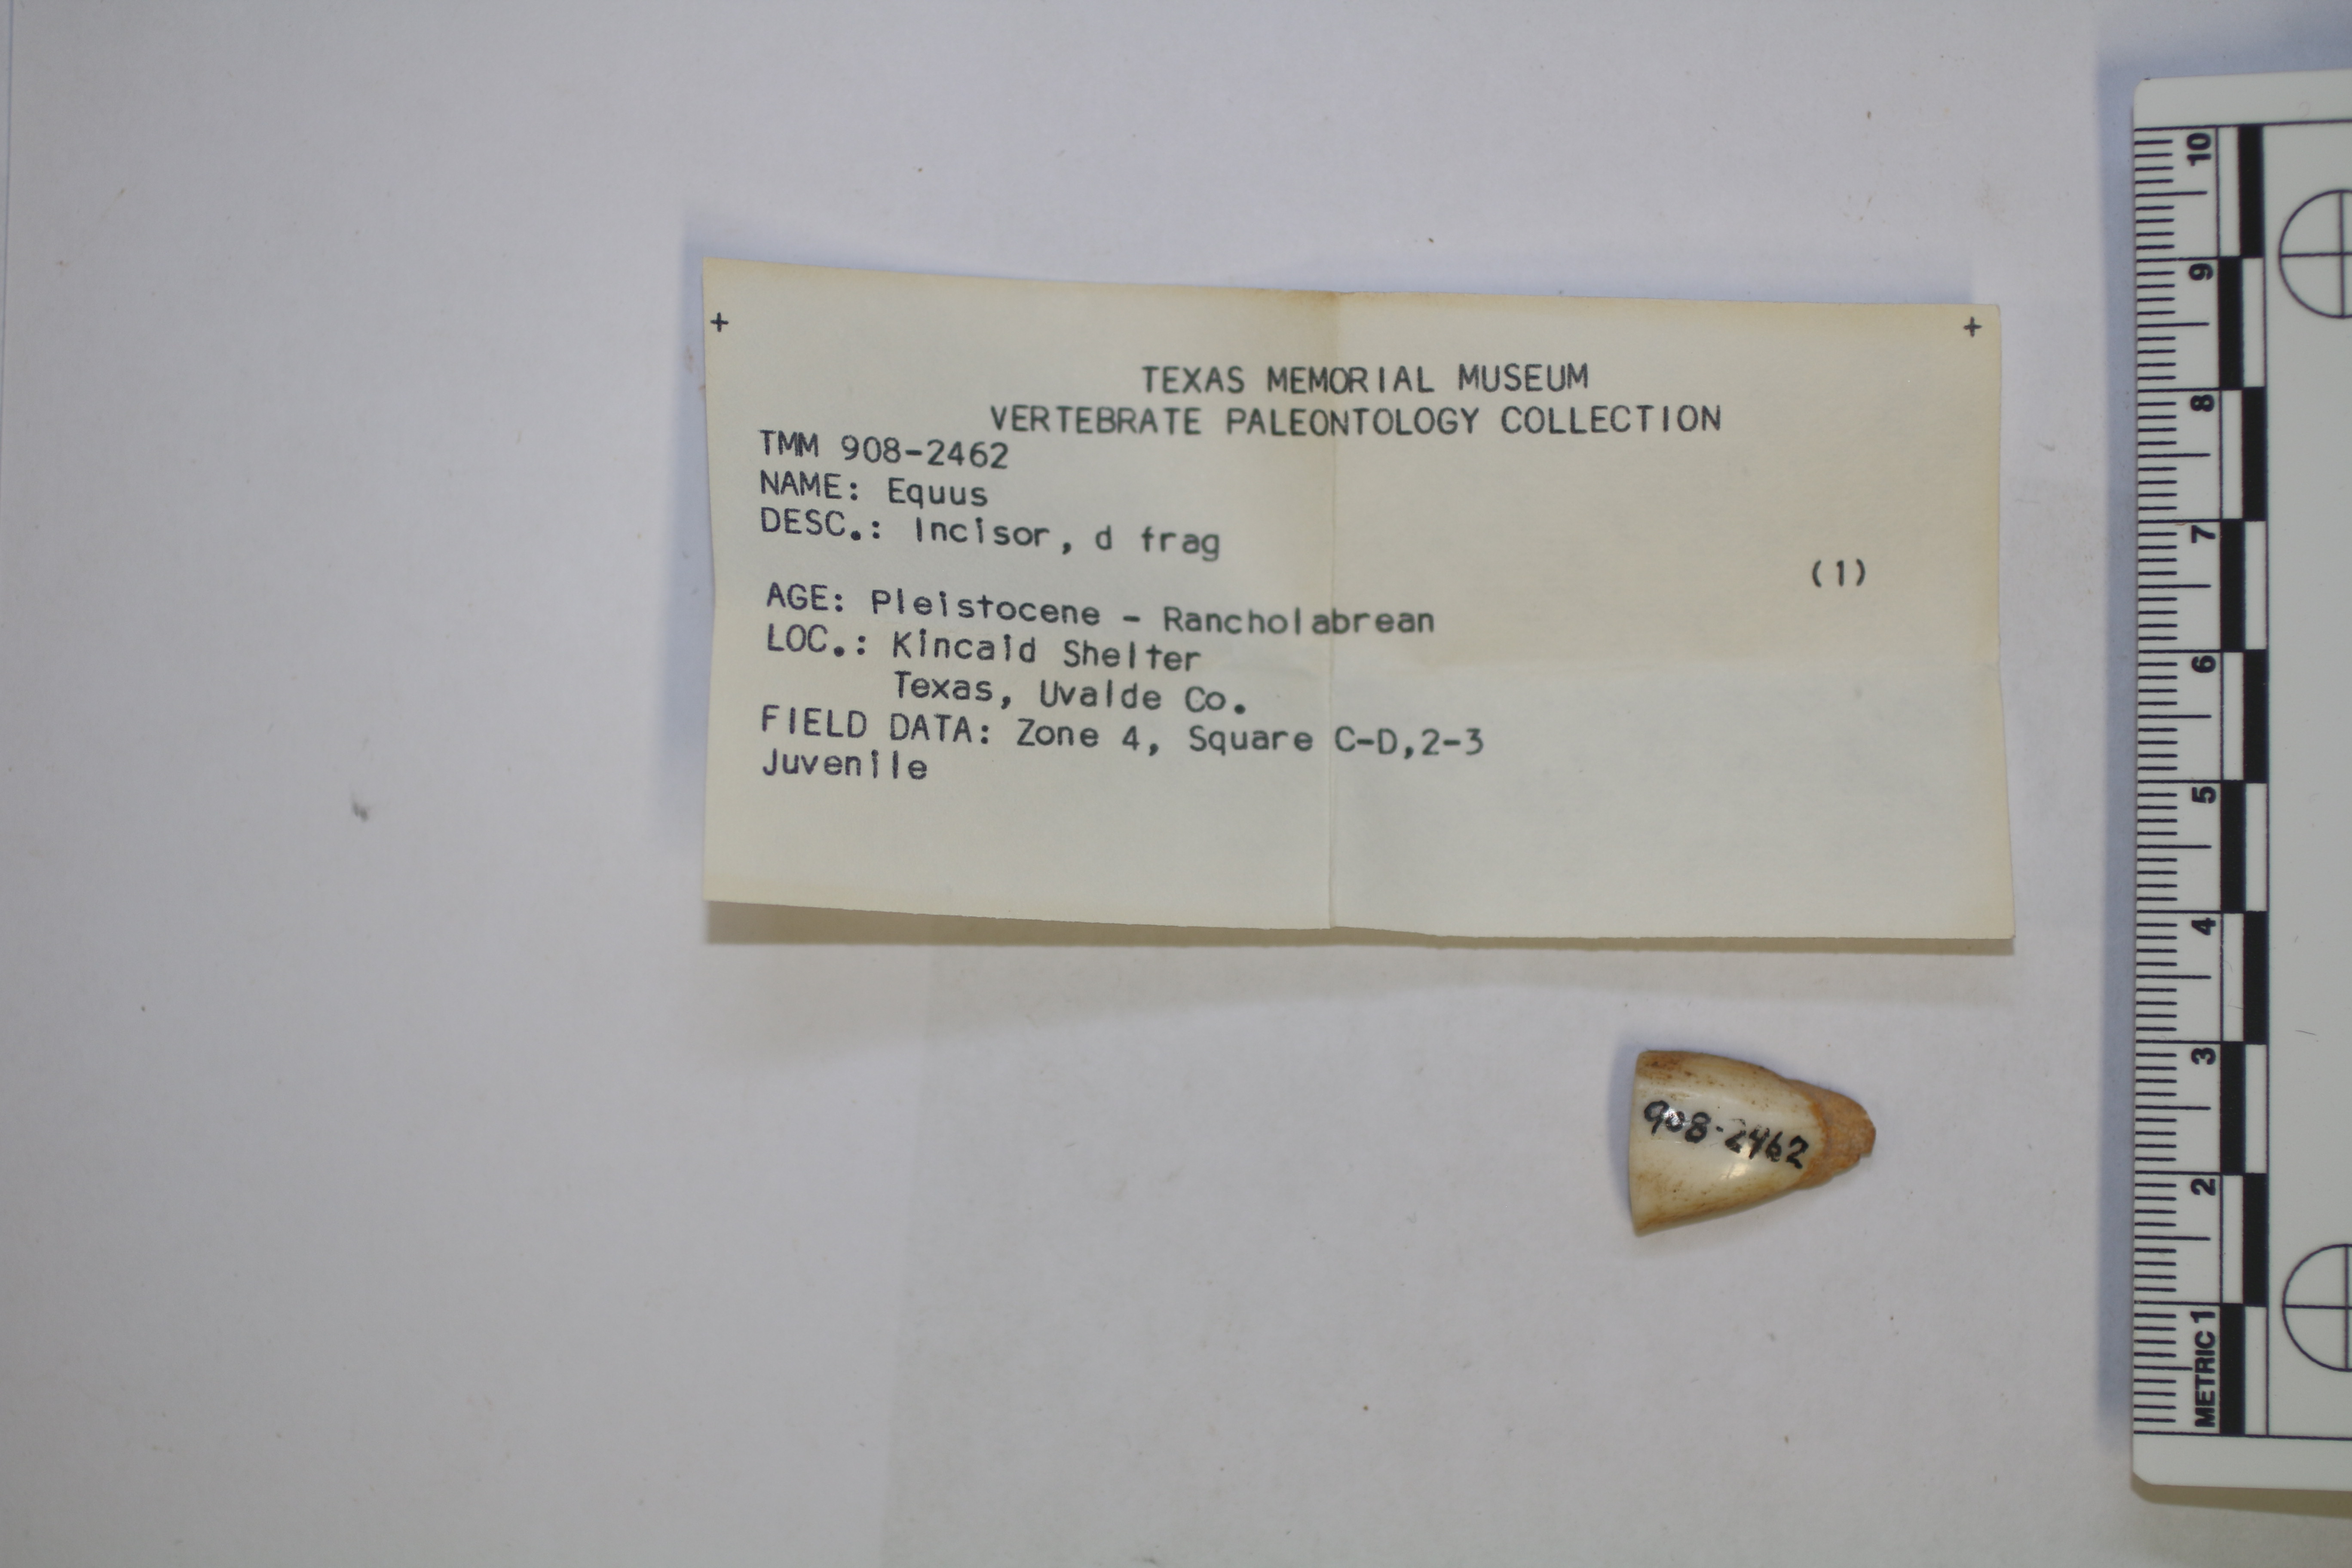 TEXAS MEMORIAL MUSEUM
VERTEBRATE PALEONTOLOGY COLLECTION
TMM 908-2462
NAME: Equus
DESC.: Incisor, d frag
(1)
AGE: Pleistocene - Rancholabrean
LOC.: Kincaid Shelter
Texas, Uvalde Co.
FIELD DATA: Zone 4, Square C-D,2-3
Juvenile
908-2462
METRIC 1 2 3 4 5 6 7 8 9 10